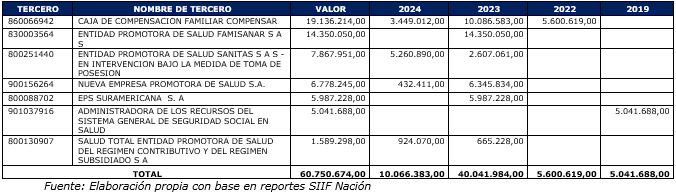 TERCERO NOMBRE DE TERCERO VALOR 2024 2023 2022 2019
860066942 CAJA DE COMPENSACION FAMILIAR COMPENSAR 19.136.214,00 3.449.012,00 10.086.583,00 5.600.619,00
830003564 ENTIDAD PROMOTORA DE SALUD FAMISANAR S A 14.350.050,00 14.350.050,00
S
800251440 ENTIDAD PROMOTORA DE SALUD SANITAS S A S - 7.867.951,00 5.260.890,00 2.607.061,00
EN INTERVENCION BAJO LA MEDIDA DE TOMA DE
POSESION
900156264 NUEVA EMPRESA PROMOTORA DE SALUD S.A. 6.778.245,00 432.411,00 6.345.834,00
800088702 EPS SURAMERICANA S. A 5.987.228,00 5.987.228,00
901037916 ADMINISTRADORA DE LOS RECURSOS DEL 5.041.688,00 5.041.688,00
SISTEMA GENERAL DE SEGURIDAD SOCIAL EN
SALUD
800130907 SALUD TOTAL ENTIDAD PROMOTORA DE SALUD 1.589.298,00 924.070,00 665.228,00
DEL REGIMEN CONTRIBUTIVO Y DEL REGIMEN
SUBSIDIADO S A
TOTAL 60.750.674,00 10.066.383,00 40.041.984,00 5.600.619,00 5.041.688,00
Fuente: Elaboración propia con base en reportes SIIF Nación